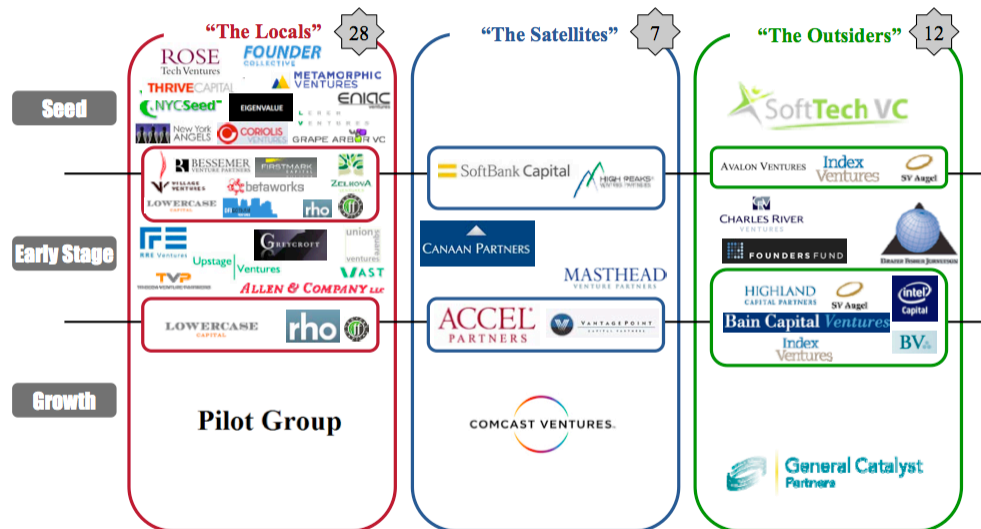 “The Locals”
28
“The Satellites”
7
“The Outsiders”
12
Seed
Early Stage
Growth
ROSE
Tech Ventures
FOUNDER
COLLECTIVE
METAMORPHIC
VENTURES
THRIVE CAPITAL
NYCSeed
EIGENVALUE
ENIAC
ventures
LERER
VENTURES
New York
ANGELS
CORIOLIS
VENTURES
GRAPE ARBOR VC
BESSEMER
VENTURE PARTNERS
FIRSTMARK
CAPITAL
VILLAGE
VENTURES
betaworks
ZELKOVA
LOWERCASE
CAPITAL
rho
RRE Ventures
GREYCROFT
union
square
ventures
Upstage Ventures
VAST
TVP
ALLEN & COMPANY LLC
LOWERCASE
CAPITAL
rho
Pilot Group
SoftBank Capital
HIGH PEAKS
VENTURE PARTNERS
CANAAN PARTNERS
MASTHEAD
VENTURE PARTNERS
ACCEL
PARTNERS
VANTAGEPOINT
CAPITAL PARTNERS
COMCAST VENTURES
SoftTech VC
AVALON VENTURES
Index
Ventures
SV Angel
CHARLES RIVER
VENTURES
FOUNDERS FUND
DRAPER FISHER JURVETSON
HIGHLAND
CAPITAL PARTNERS
SV Angel
intel
Capital
Bain Capital Ventures
Index
Ventures
BV
General Catalyst
Partners